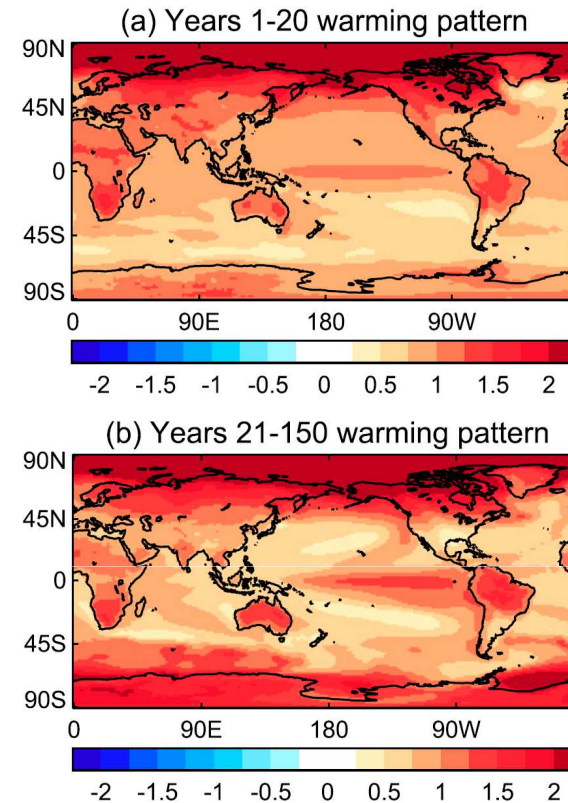 (a) Years 1-20 warming pattern
90N
45N
0
45S
90S
0 90E 180 90W
-2 -1.5 -1 -0.5 0 0.5 1 1.5 2
(b) Years 21-150 warming pattern
90N
45N
0
45S
90S
0 90E 180 90W
-2 -1.5 -1 -0.5 0 0.5 1 1.5 2